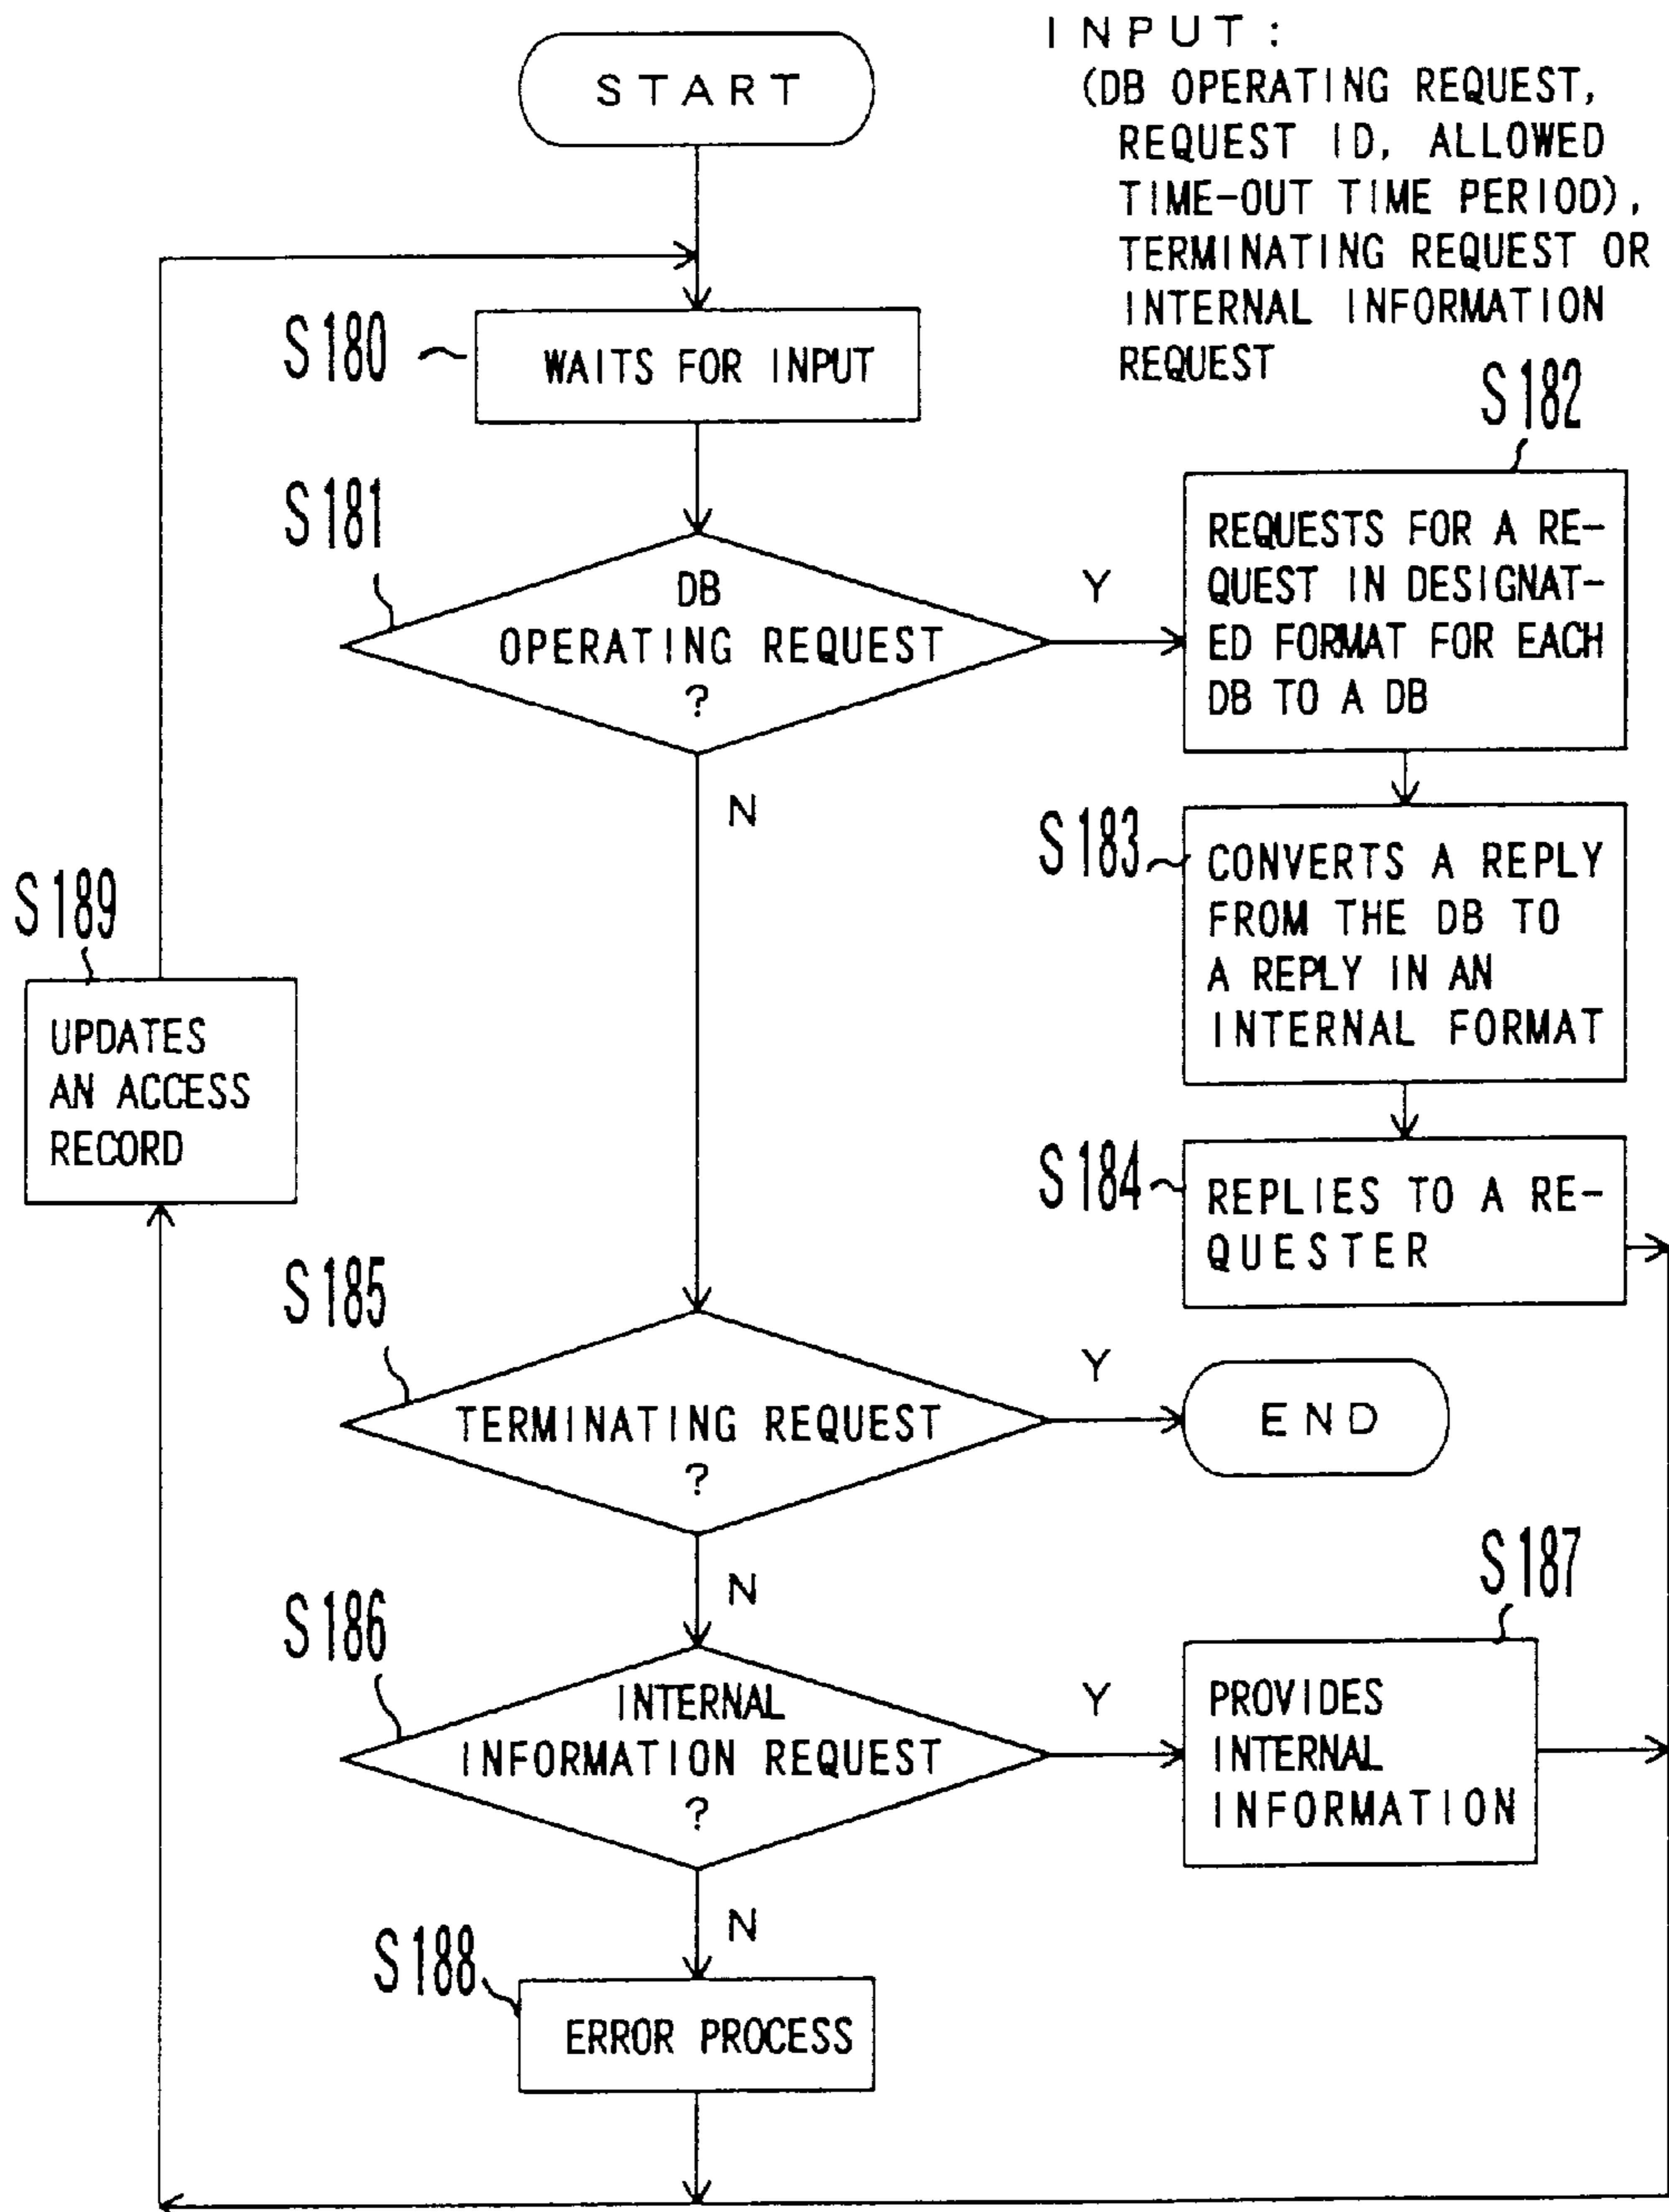 START
INPUT:
(DB OPERATING REQUEST,
REQUEST ID, ALLOWED
TIME-OUT TIME PERIOD),
TERMINATING REQUEST OR
INTERNAL INFORMATION
REQUEST
S180
WAITS FOR INPUT
S181
DB
OPERATING REQUEST
?
Y
N
S182
REQUESTS FOR A RE-
QUEST IN DESIGNAT-
ED FORMAT FOR EACH
DB TO A DB
S183
CONVERTS A REPLY
FROM THE DB TO
A REPLY IN AN
INTERNAL FORMAT
S184
REPLIES TO A RE-
QUESTER
S189
UPDATES
AN ACCESS
RECORD
S185
TERMINATING REQUEST
?
Y
END
N
S186
INTERNAL
INFORMATION REQUEST
?
Y
S187
PROVIDES
INTERNAL
INFORMATION
N
S188
ERROR PROCESS